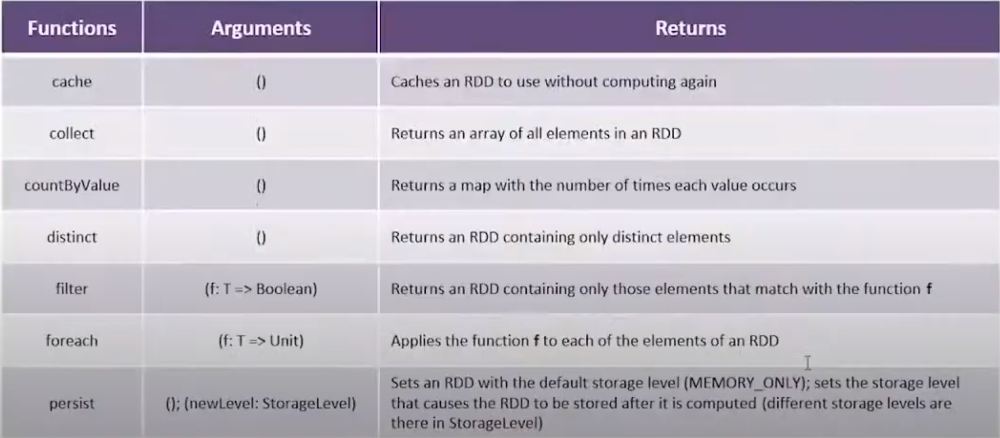 Functions Arguments Returns
cache () Caches an RDD to use without computing again
collect () Returns an array of all elements in an RDD
countByValue () Returns a map with the number of times each value occurs
distinct () Returns an RDD containing only distinct elements
filter (f: T => Boolean) Returns an RDD containing only those elements that match with the function f
foreach (f: T => Unit) Applies the function f to each of the elements of an RDD
persist (); (newLevel: StorageLevel) Sets an RDD with the default storage level (MEMORY_ONLY); sets the storage level
that causes the RDD to be stored after it is computed (different storage levels are
there in StorageLevel)